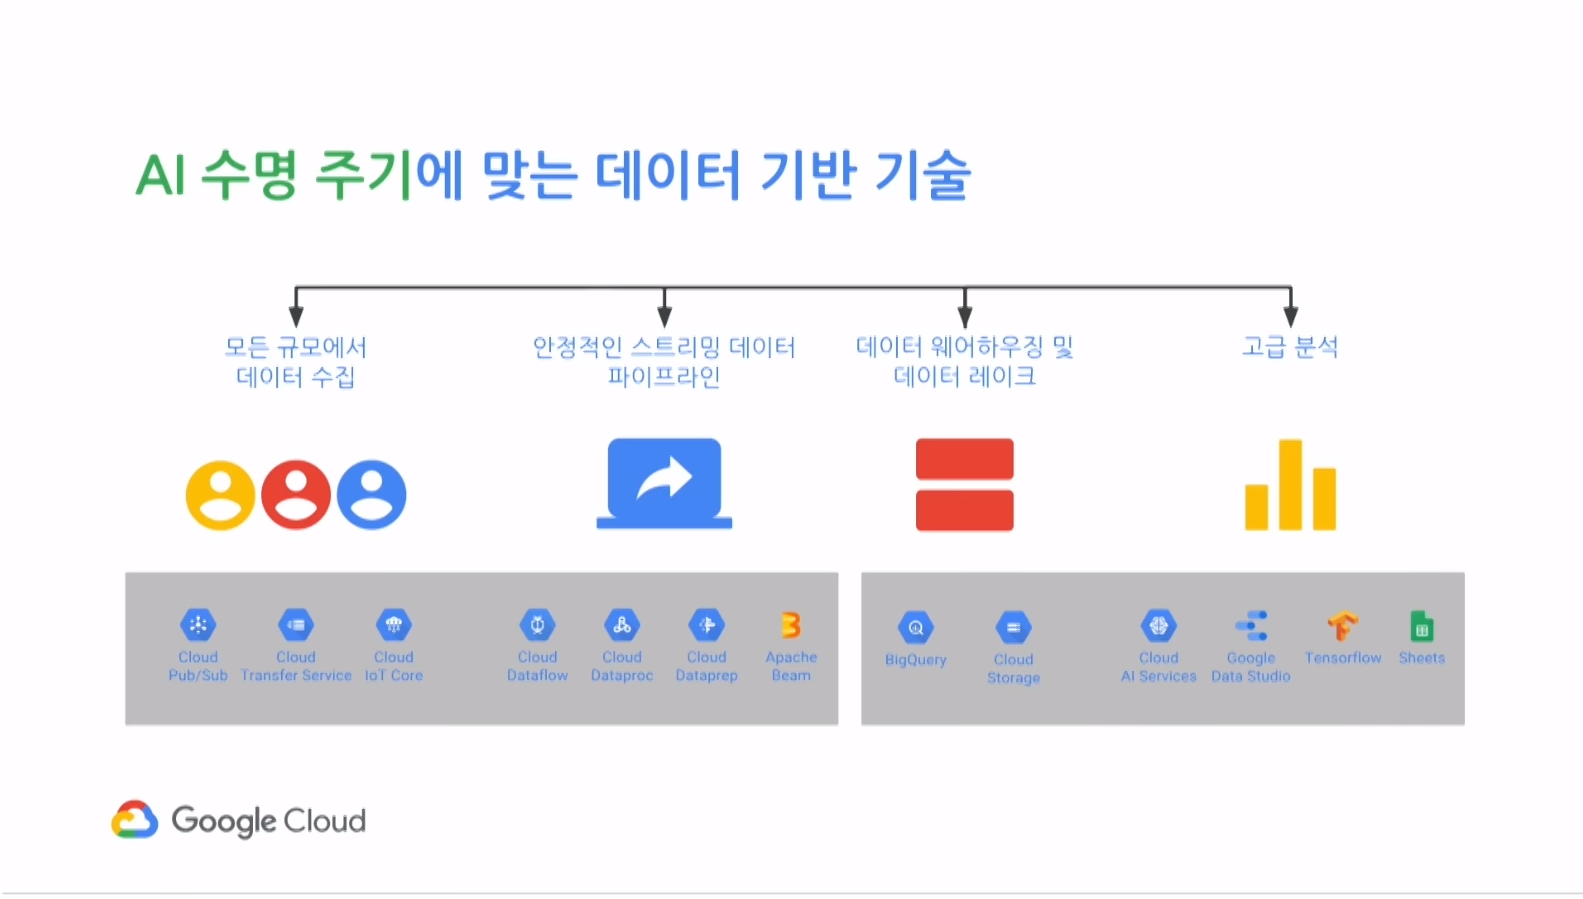 AI 수명 주기에 맞는 데이터 기반 기술
모든 규모에서
데이터 수집
안정적인 스트리밍 데이터
파이프라인
데이터 웨어하우징 및
데이터 레이크
고급 분석
Cloud
Pub/Sub
Cloud
Transfer Service
Cloud
IoT Core
Cloud
Dataflow
Cloud
Dataproc
Cloud
Dataprep
Apache
Beam
BigQuery
Cloud
Storage
Cloud
AI Services
Google
Data Studio
Tensorflow
Sheets
Google Cloud